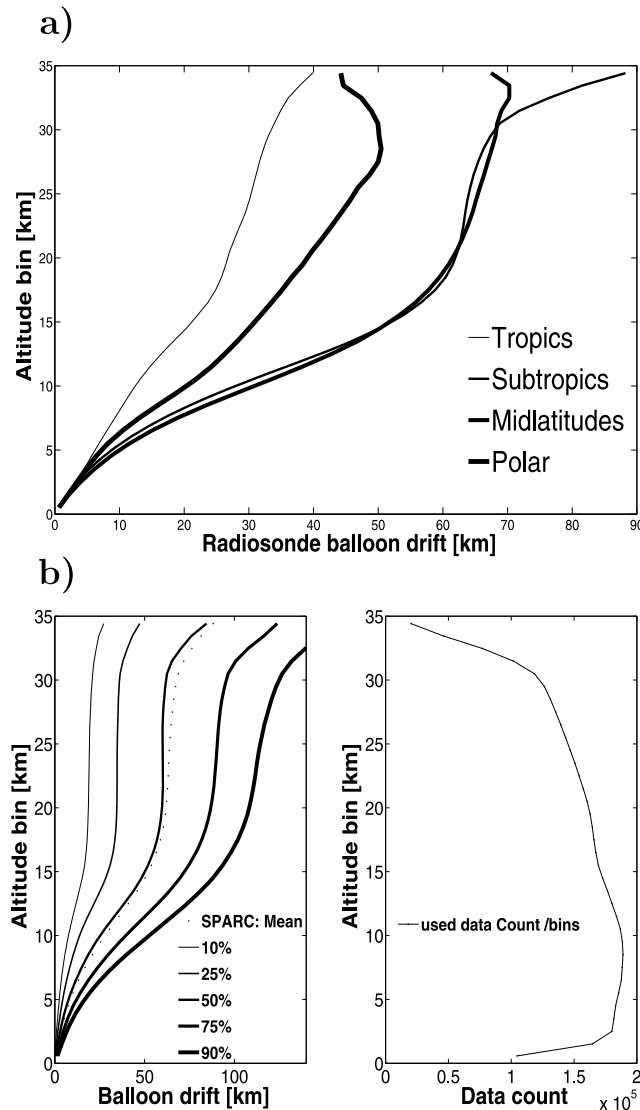 a)
35
30
25
20
15
10
5
0
Altitude bin [km]
Tropics
Subtropics
Midlatitudes
Polar
0 10 20 30 40 50 60 70 80 90
Radiosonde balloon drift [km]
b)
35
30
25
20
15
10
5
0
Altitude bin [km]
SPARC: Mean
10%
25%
50%
75%
90%
0 50 100
Balloon drift [km]
35
30
25
20
15
10
5
0
Altitude bin [km]
used data Count /bins
0 0.5 1 1.5 2
x 10^5
Data count